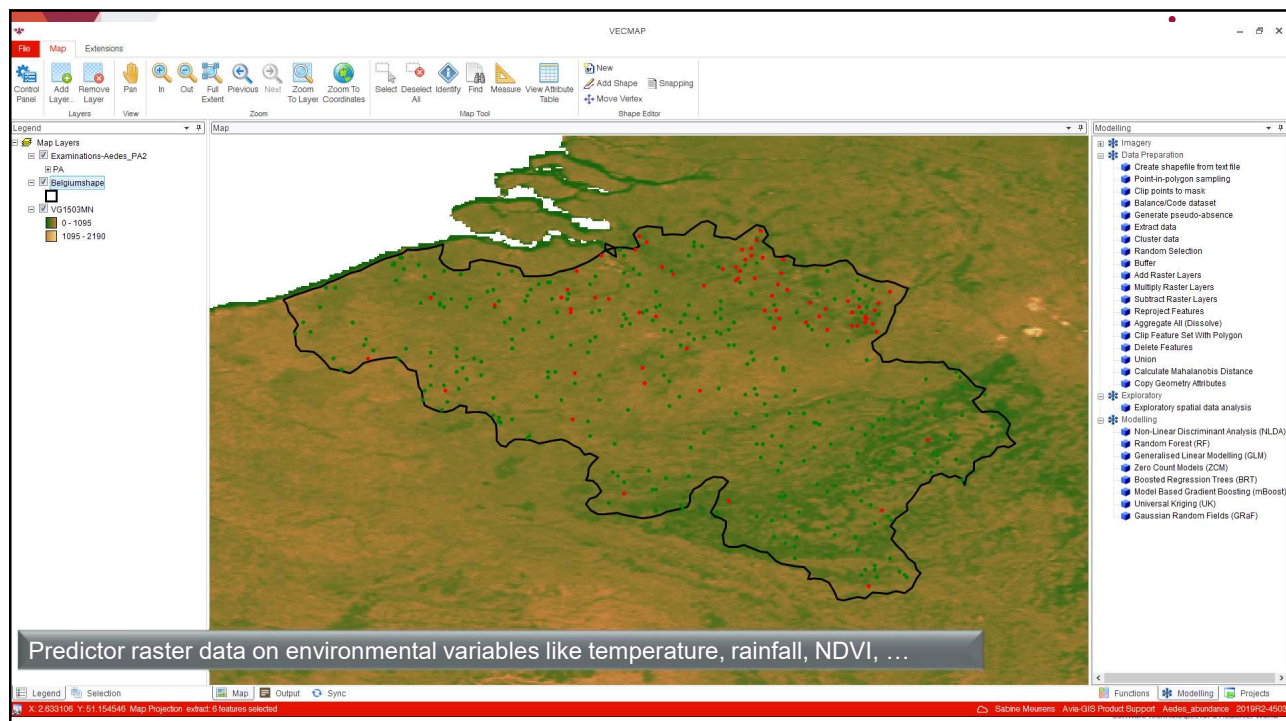 VECMAP
File Map Extensions
Control Panel
Add Layer...
Remove Layer
Pan
In
Out
Full Extent
Previous
Next
Zoom To Layer
Zoom To Coordinates
Select
Deselect All
Identify
Find
Measure
View Attribute Table
New
Add Shape
Snapping
Move Vertex
Layers
View
Zoom
Map Tool
Shape Editor
Legend
Map Layers
Examinations-Aedes_PA2
PA
Belgiumshape
VG1503MN
0 - 1095
1095 - 2190
Map
Modelling
Imagery
Data Preparation
Create shapefile from text file
Point-in-polygon sampling
Clip points to mask
Balance/Code dataset
Generate pseudo-absence
Extract data
Cluster data
Random Selection
Buffer
Add Raster Layers
Multiply Raster Layers
Subtract Raster Layers
Reproject Features
Aggregate All (Dissolve)
Clip Feature Set With Polygon
Delete Features
Union
Calculate Mahalanobis Distance
Copy Geometry Attributes
Exploratory
Exploratory spatial data analysis
Modelling
Non-Linear Discriminant Analysis (NLDA)
Random Forest (RF)
Generalised Linear Modelling (GLM)
Zero Count Models (ZCM)
Boosted Regression Trees (BRT)
Model Based Gradient Boosting (mBoost)
Universal Kriging (UK)
Gaussian Random Fields (GRaF)
Predictor raster data on environmental variables like temperature, rainfall, NDVI, …
Legend Selection
Map Output Sync
Functions Modelling Projects
X: 2.633106 Y: 51.154546 Map Projection extract: 6 features selected
Sabine Meurrens Avia-GIS Product Support Aedes_abundance 2019R2-4503